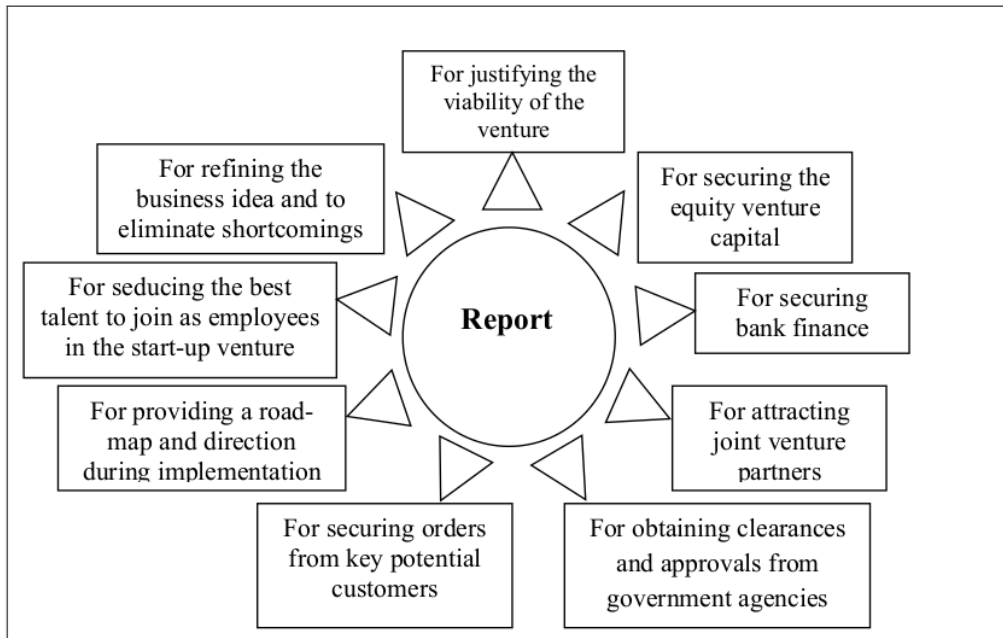 For justifying the
viability of the
venture
For refining the
business idea and to
eliminate shortcomings
For securing the
equity venture
capital
For seducing the best
talent to join as employees
in the start-up venture
Report
For securing
bank finance
For providing a road-
map and direction
during implementation
For attracting
joint venture
partners
For securing orders
from key potential
customers
For obtaining clearances
and approvals from
government agencies